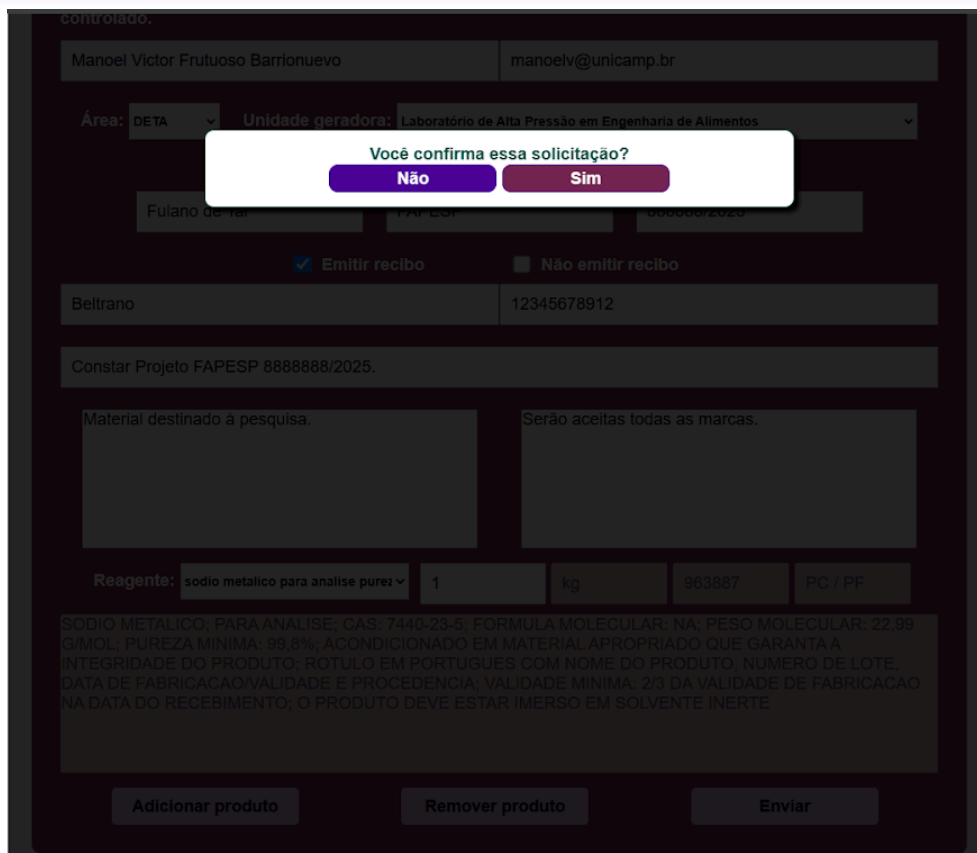 controlado.
Manoel Victor Frutuoso Barrionuevo manoelv@unicamp.br
Área: DETA Unidade geradora: Laboratório de Alta Pressão em Engenharia de Alimentos
Você confirma essa solicitação?
Não Sim
Fulano de Tal FAPESP 888888/2025
Emitir recibo Não emitir recibo
Beltrano 12345678912
Constar Projeto FAPESP 8888888/2025.
Material destinado à pesquisa. Serão aceitas todas as marcas.
Reagente: sodio metalico para analise purez 1 kg 963887 PC / PF
SODIO METALICO; PARA ANALISE; CAS: 7440-23-5; FORMULA MOLECULAR: NA; PESO MOLECULAR: 22,99
G/MOL; PUREZA MINIMA: 99,8%; ACONDICIONADO EM MATERIAL APROPRIADO QUE GARANTA A
INTEGRIDADE DO PRODUTO; ROTULO EM PORTUGUES COM NOME DO PRODUTO, NUMERO DE LOTE,
DATA DE FABRICACAO/VALIDADE E PROCEDENCIA; VALIDADE MINIMA: 2/3 DA VALIDADE DE FABRICACAO
NA DATA DO RECEBIMENTO; O PRODUTO DEVE ESTAR IMERSO EM SOLVENTE INERTE
Adicionar produto Remover produto Enviar